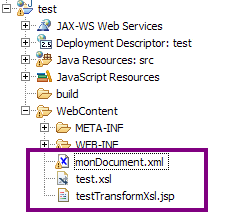 test
JAX-WS Web Services
Deployment Descriptor: test
Java Resources: src
JavaScript Resources
build
WebContent
META-INF
WEB-INF
monDocument.xml
test.xsl
testTransformXsl.jsp